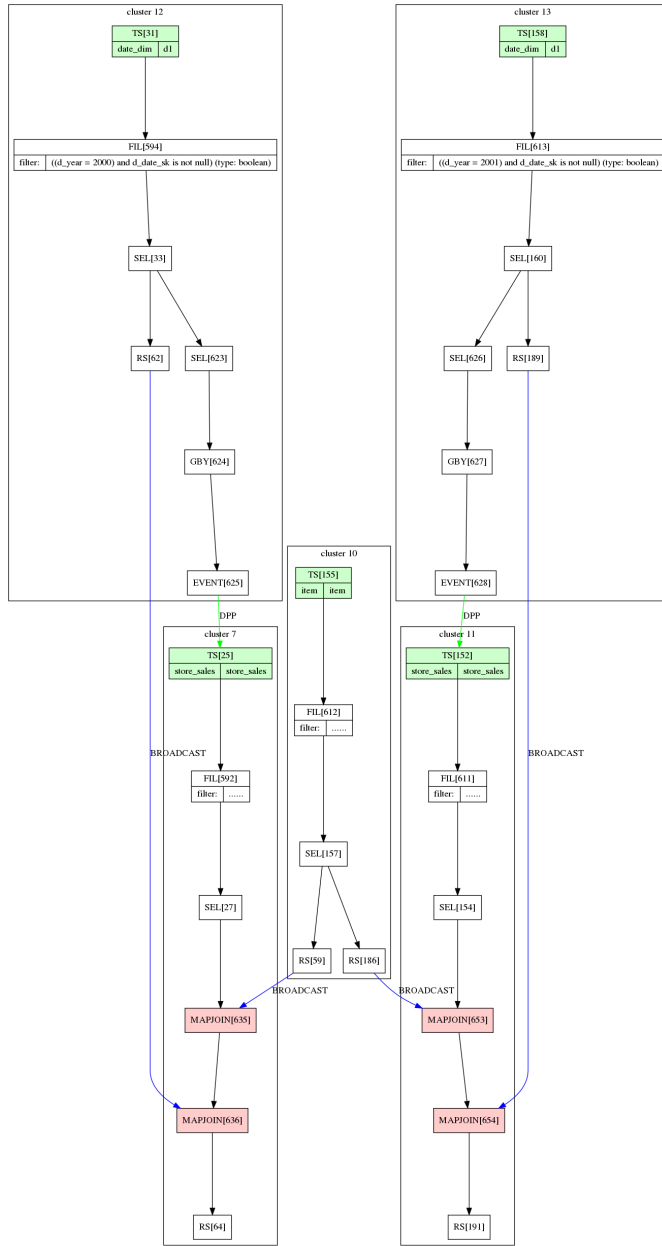 cluster 12
TS[31]
date_dim d1
FIL[594]
filter: ((d_year = 2000) and d_date_sk is not null) (type: boolean)
SEL[33]
RS[62] SEL[623]
GBY[624]
EVENT[625]
cluster 13
TS[158]
date_dim d1
FIL[613]
filter: ((d_year = 2001) and d_date_sk is not null) (type: boolean)
SEL[160]
SEL[626] RS[189]
GBY[627]
EVENT[628]
cluster 10
TS[155]
item item
FIL[612]
filter: ......
SEL[157]
RS[59] RS[186]
DPP
cluster 7
TS[25]
store_sales store_sales
BROADCAST
FIL[592]
filter: ......
SEL[27]
BROADCAST
MAPJOIN[635]
MAPJOIN[636]
RS[64]
DPP
cluster 11
TS[152]
store_sales store_sales
BROADCAST
FIL[611]
filter: ......
SEL[154]
BROADCAST
MAPJOIN[653]
MAPJOIN[654]
RS[191]